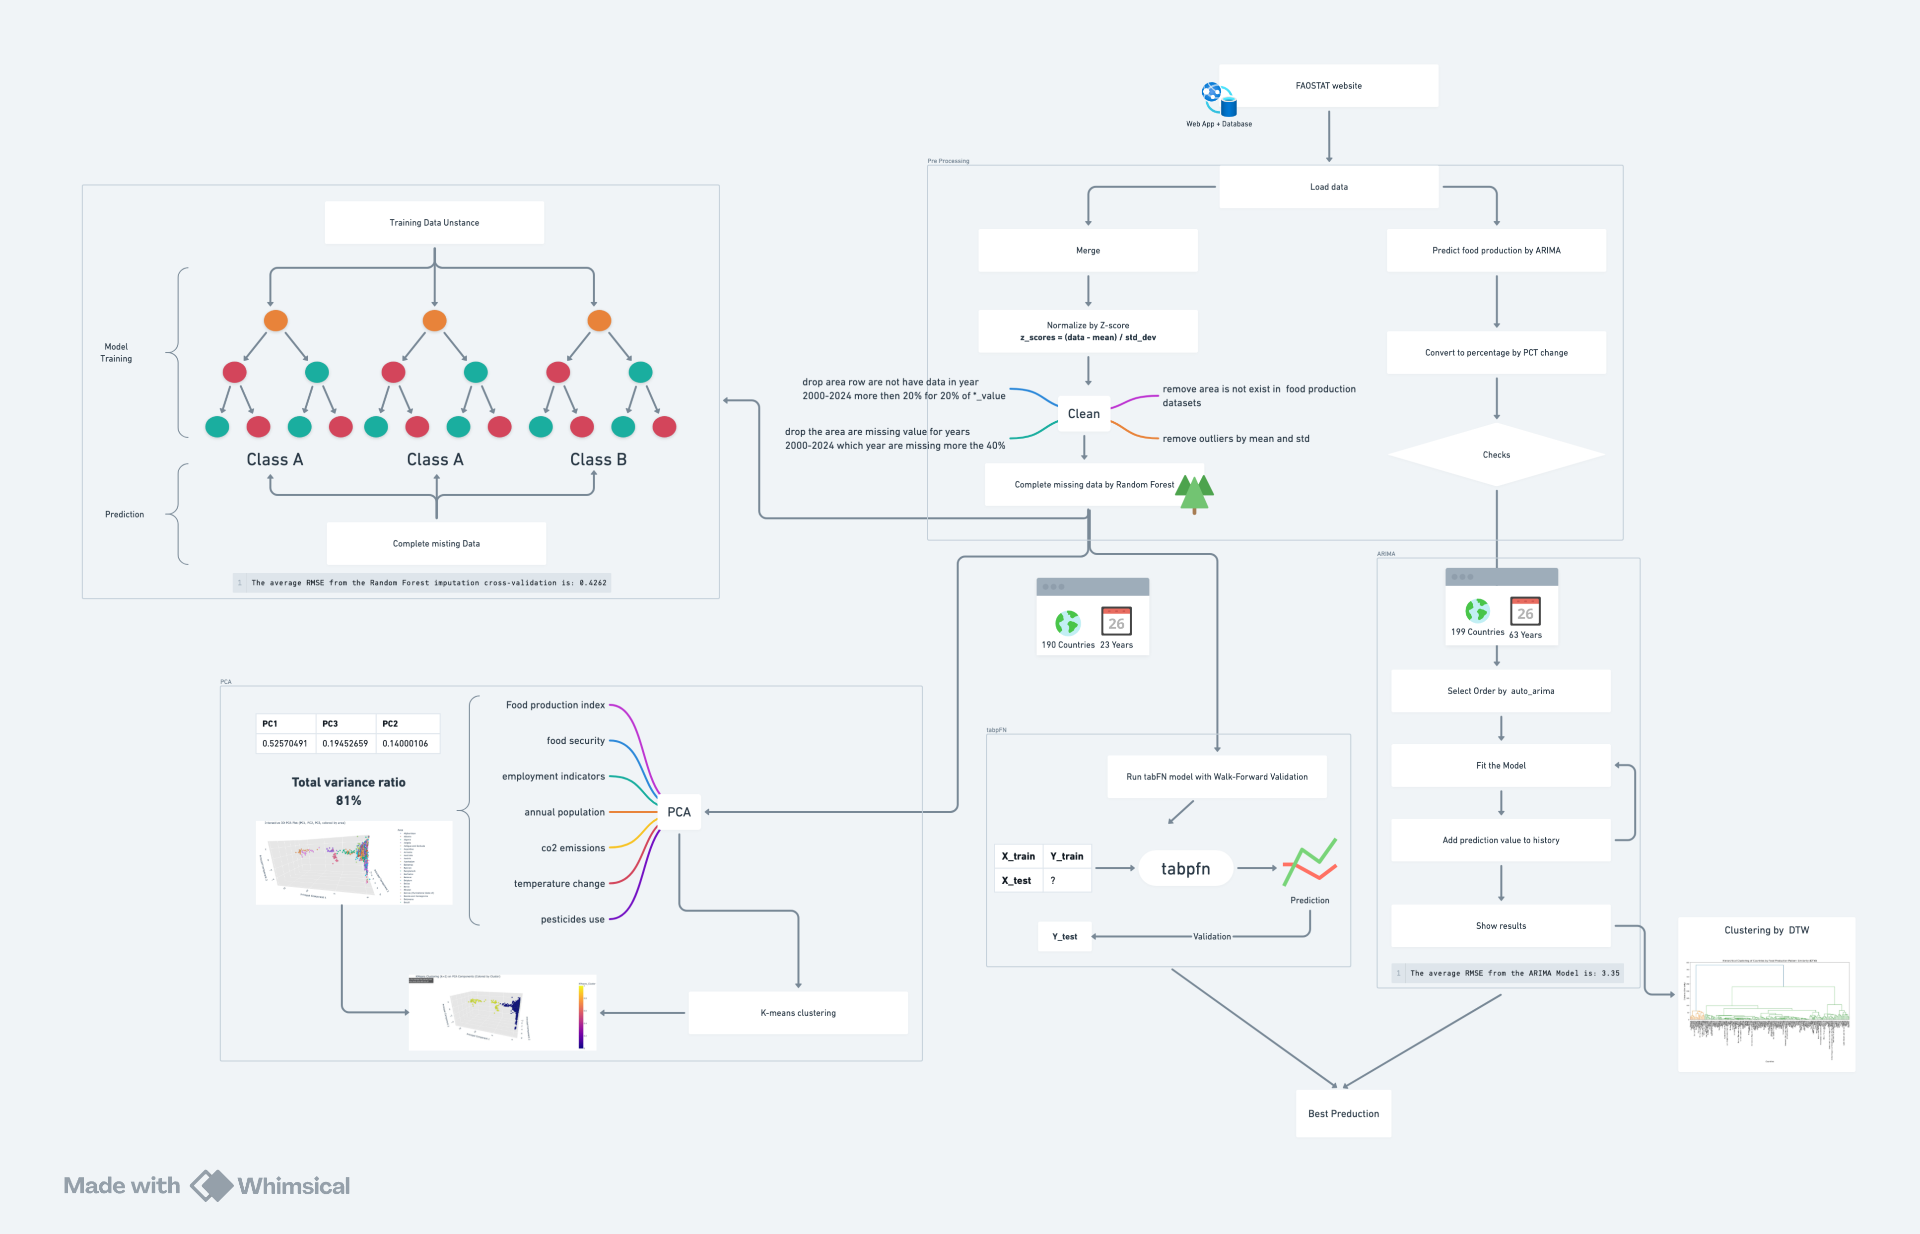 FAOSTAT website
Web App + Database
Pre Processing
Load data
Merge
Predict food production by ARIMA
Normalize by Z-score
z_scores = (data - mean) / std_dev
Convert to percentage by PCT change
drop area row are not have data in year
2000-2024 more then 20% for 20% of *_value
remove area is not exist in food production
datasets
Clean
drop the area are missing value for years
2000-2024 which year are missing more the 40%
remove outliers by mean and std
Checks
Complete missing data by Random Forest
Training Data Unstance
Model
Training
Class A
Class A
Class B
Prediction
Complete misting Data
1 The average RMSE from the Random Forest imputation cross-validation is: 0.4262
26
190 Countries 23 Years
ARIMA
26
199 Countries 63 Years
Select Order by auto_arima
Fit the Model
Add prediction value to history
Show results
1 The average RMSE from the ARIMA Model is: 3.35
Clustering by DTW
PCA
PC1 PC3 PC2
0.52570491 0.19452659 0.14000106
Total variance ratio
81%
Food production index
food security
employment indicators
annual population
co2 emissions
temperature change
pesticides use
PCA
K-means clustering
tabpFN
Run tabFN model with Walk-Forward Validation
X_train Y_train
X_test ?
tabpfn
Prediction
Y_test
Validation
Best Preduction
Made with Whimsical